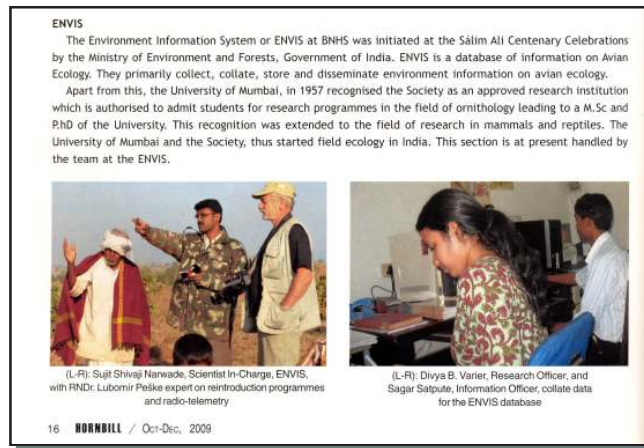 ENVIS
The Environment Information System or ENVIS at BNHS was initiated at the Sálim Ali Centenary Celebrations
by the Ministry of Environment and Forests, Government of India. ENVIS is a database of information on Avian
Ecology. They primarily collect, collate, store and disseminate environment information on avian ecology.
Apart from this, the University of Mumbai, in 1957 recognised the Society as an approved research institution
which is authorised to admit students for research programmes in the field of ornithology leading to a M.Sc and
P.hD of the University. This recognition was extended to the field of research in mammals and reptiles. The
University of Mumbai and the Society, thus started field ecology in India. This section is at present handled by
the team at the ENVIS.
(L-R): Sujit Shivaji Narwade, Scientist In-Charge, ENVIS,
with RNDr. Lubomír Peške expert on reintroduction programmes
and radio-telemetry
(L-R): Divya B. Varier, Research Officer, and
Sagar Satpute, Information Officer, collate data
for the ENVIS database
16 HORNBILL / OCT-DEC, 2009